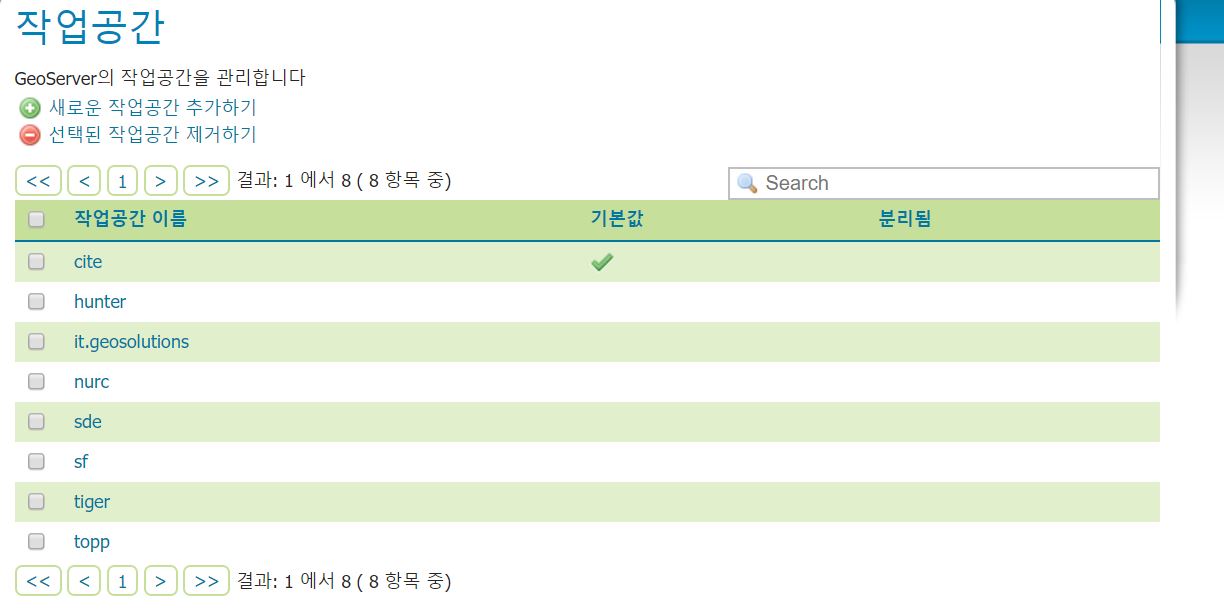 작업공간
GeoServer의 작업공간을 관리합니다
새로운 작업공간 추가하기
선택된 작업공간 제거하기
<< < 1 > >> 결과: 1 에서 8 ( 8 항목 중) Search
작업공간 이름 기본값 분리됨
cite
hunter
it.geosolutions
nurc
sde
sf
tiger
topp
<< < 1 > >> 결과: 1 에서 8 ( 8 항목 중)